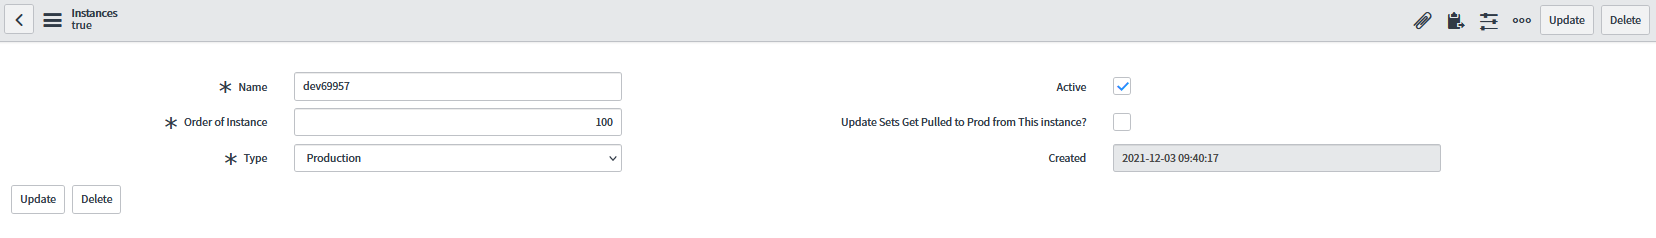 Instances
true
Update
Delete
Name
dev69957
Active
Order of Instance
100
Update Sets Get Pulled to Prod from This instance?
Type
Production
Created
2021-12-03 09:40:17
Update
Delete